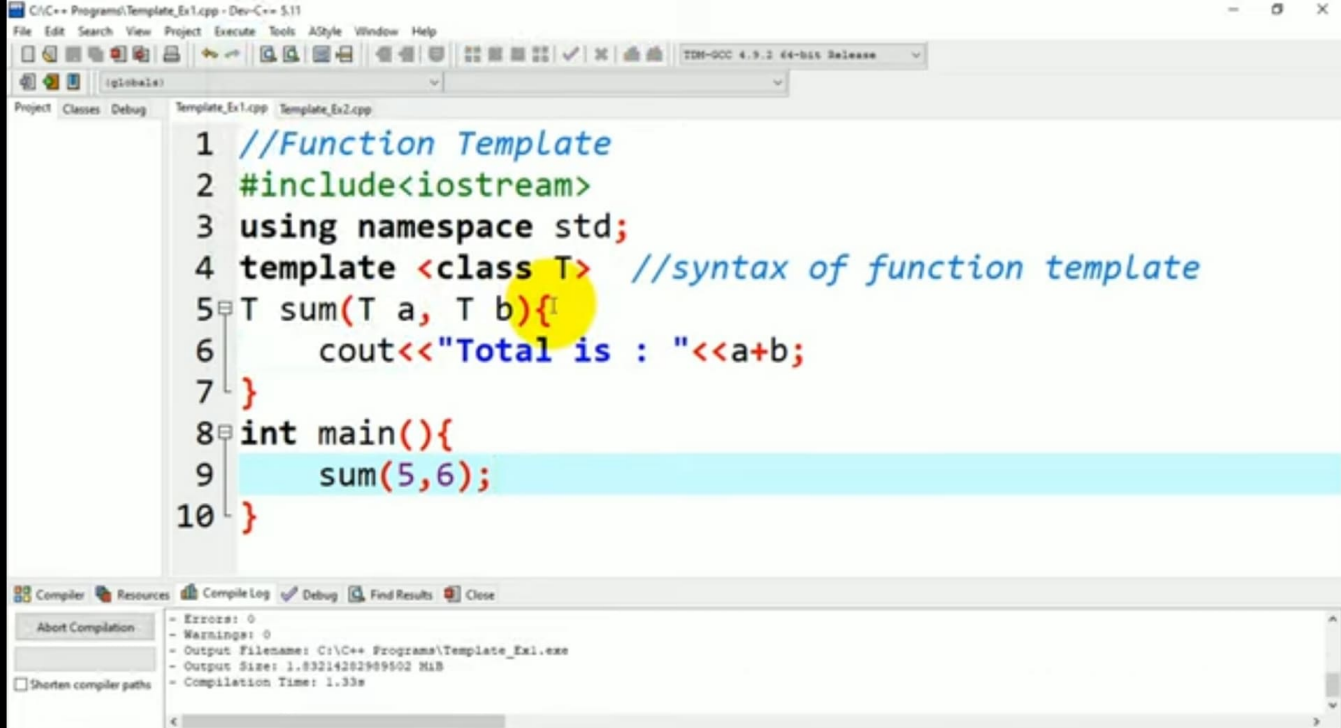 C:\C++ Programs\Template_Ex1.cpp - Dev-C++ 5.11
File Edit Search View Project Execute Tools AStyle Window Help
TDM-GCC 4.9.2 64-bit Release
(globals)
Project Classes Debug Template_Ex1.cpp Template_Ex2.cpp
1 //Function Template
2 #include<iostream>
3 using namespace std;
4 template <class T> //syntax of function template
5 T sum(T a, T b){
6 cout<<"Total is : "<<a+b;
7 }
8 int main(){
9 sum(5,6);
10 }
Compiler Resources Compile Log Debug Find Results Close
Abort Compilation
Shorten compiler paths
- Errors: 0
- Warnings: 0
- Output Filename: C:\C++ Programs\Template_Ex1.exe
- Output Size: 1.83214282989502 MiB
- Compilation Time: 1.33s